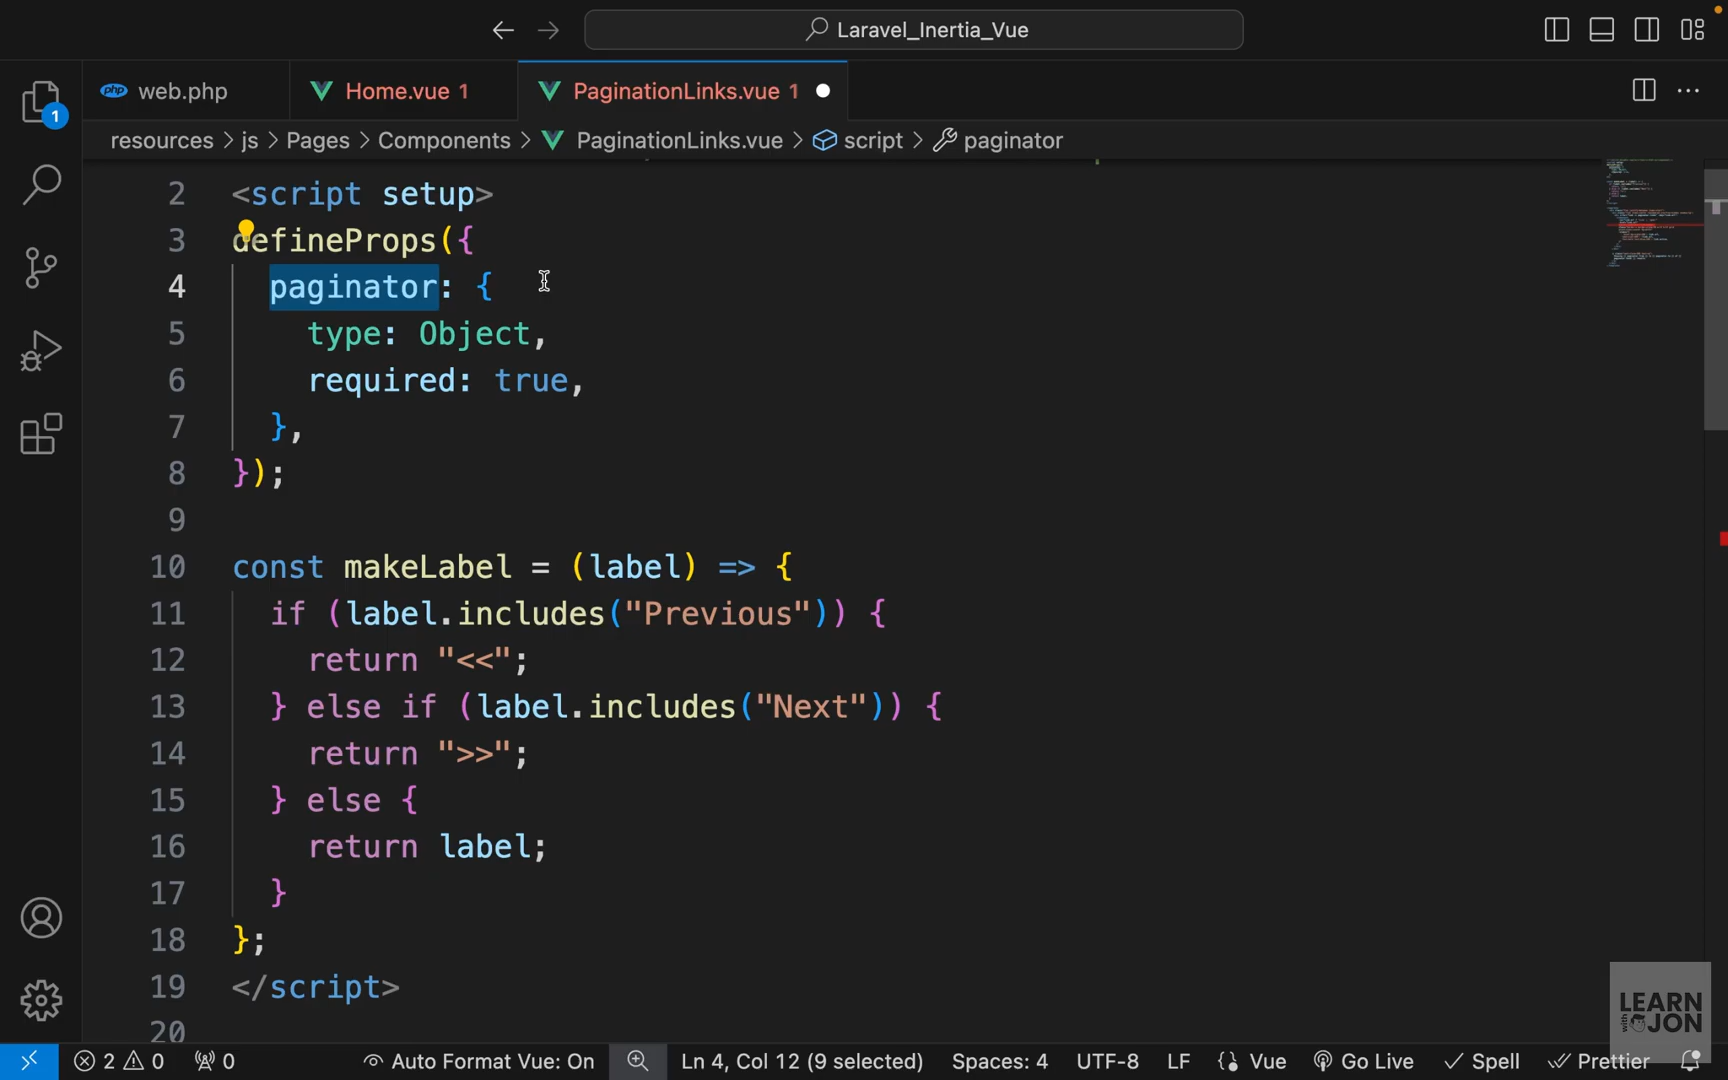 Laravel_Inertia_Vue
php web.php Home.vue 1 PaginationLinks.vue 1
1
resources > js > Pages > Components > PaginationLinks.vue > script > paginator
2 <script setup>
3 defineProps({
4 paginator: {
5 type: Object,
6 required: true,
7 },
8 });
9
10 const makeLabel = (label) => {
11 if (label.includes("Previous")) {
12 return "<<";
13 } else if (label.includes("Next")) {
14 return ">>";
15 } else {
16 return label;
17 }
18 };
19 </script>
20
LEARN
with JON
2 0 0 Auto Format Vue: On Ln 4, Col 12 (9 selected) Spaces: 4 UTF-8 LF {} Vue Go Live Spell Prettier